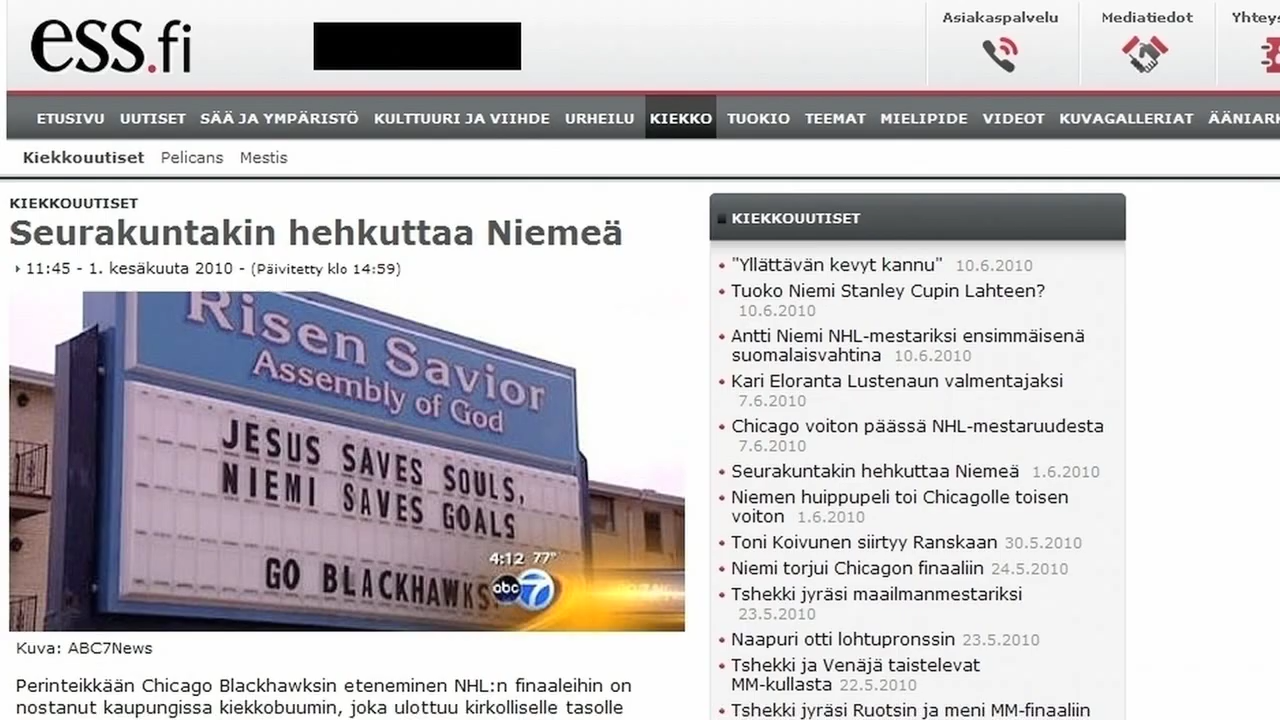 ess.fi
Asiakaspalvelu
Mediatiedot
ETUSIVU UUTISET SÄÄ JA YMPÄRISTÖ KULTTUURI JA VIIHDE URHEILU KIEKKO TUOKIO TEEMAT MIELIPIDE VIDEOT KUVAGALLERIAT
Kiekkouutiset Pelicans Mestis
KIEKKOUUTISET
Seurakuntakin hehkuttaa Niemeä
11:45 - 1. kesäkuuta 2010 - (Päivitetty klo 14:59)
Risen Savior
Assembly of God
JESUS SAVES SOULS,
NIEMI SAVES GOALS
GO BLACKHAWKS
4:12 77°
abc 7
Kuva: ABC7News
Perinteikkään Chicago Blackhawksin eteneminen NHL:n finaaleihin on
nostanut kaupungissa kiekkobuumin, joka ulottuu kirkolliselle tasolle
KIEKKOUUTISET
"Yllättävän kevyt kannu" 10.6.2010
Tuoko Niemi Stanley Cupin Lahteen?
10.6.2010
Antti Niemi NHL-mestariksi ensimmäisenä
suomalaisvahtina 10.6.2010
Kari Eloranta Lustenaun valmentajaksi
7.6.2010
Chicago voiton päässä NHL-mestaruudesta
7.6.2010
Seurakuntakin hehkuttaa Niemeä 1.6.2010
Niemen huippupeli toi Chicagolle toisen
voiton 1.6.2010
Toni Koivunen siirtyy Ranskaan 30.5.2010
Niemi torjui Chicagon finaaliin 24.5.2010
Tshekki jyräsi maailmanmestariksi
23.5.2010
Naapuri otti lohtupronssin 23.5.2010
Tshekki ja Venäjä taistelevat
MM-kullasta 22.5.2010
Tshekki jyräsi Ruotsin ja meni MM-finaaliin